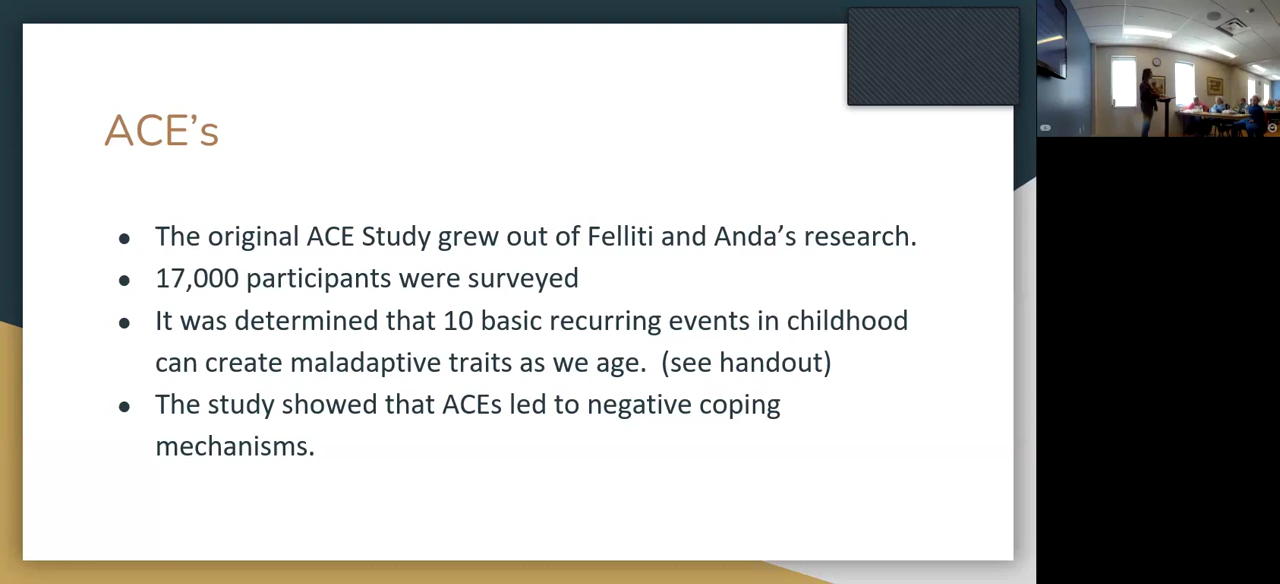 ACE’s
● The original ACE Study grew out of Felliti and Anda’s research.
● 17,000 participants were surveyed
● It was determined that 10 basic recurring events in childhood
can create maladaptive traits as we age.  (see handout)
● The study showed that ACEs led to negative coping
mechanisms.